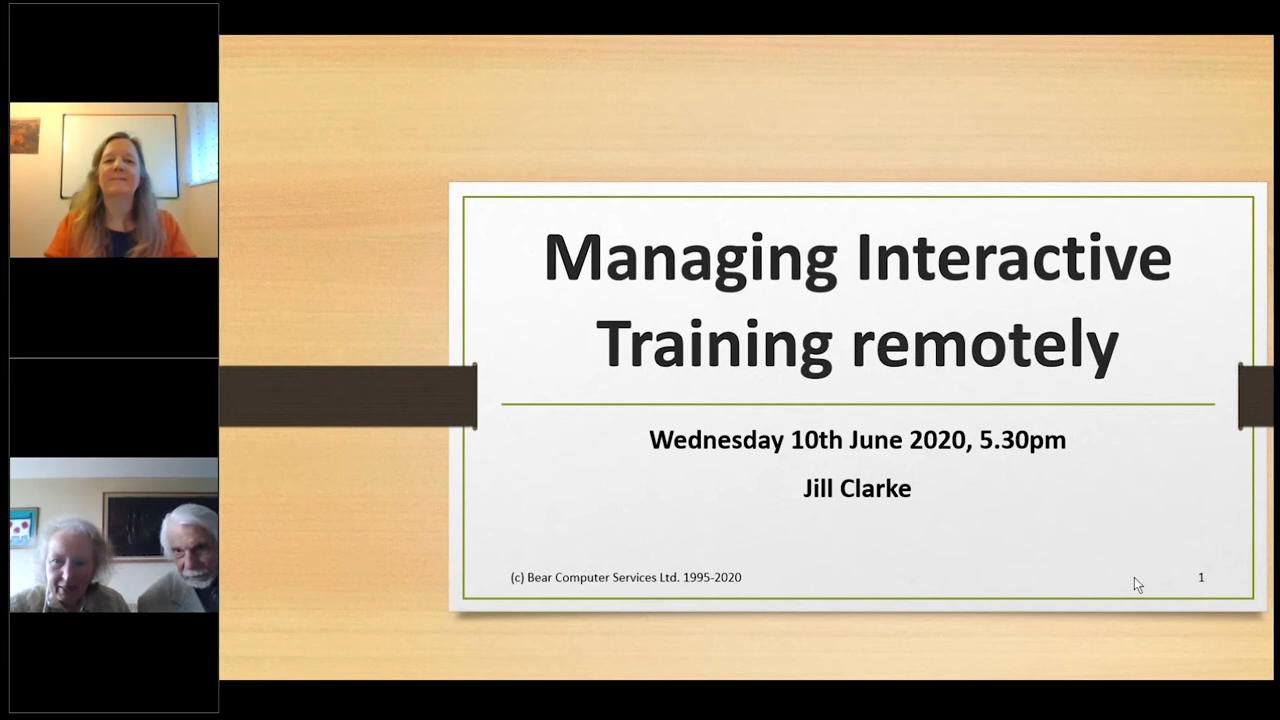 Managing Interactive
Training remotely
Wednesday 10th June 2020, 5.30pm
Jill Clarke
(c) Bear Computer Services Ltd. 1995-2020
1